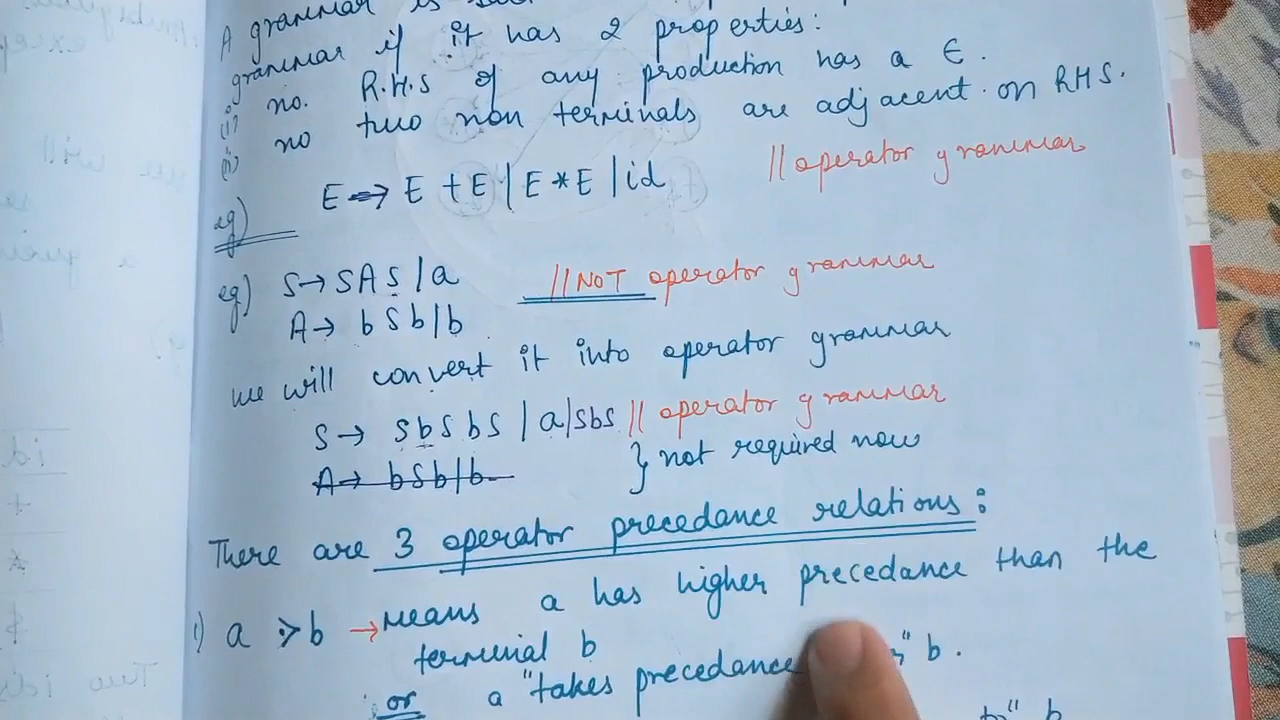 A grammar is
grammar if it has 2 properties:
(i) no. R.H.S of any production has a ∈.
(ii) no two non terminals are adjacent on RHS.
eg) E → E + E | E * E | id //operator grammar
eg) S → SAS | a //NOT operator grammar
A → bSb | b
we will convert it into operator grammar
S → SbSbS | a | SbS // operator grammar
A → bSb | b } not required now
There are 3 operator precedance relations:
1) a ⋗ b → means a has higher precedance than the
terminal b
or a "takes precedance b.
b
id
+
*
$